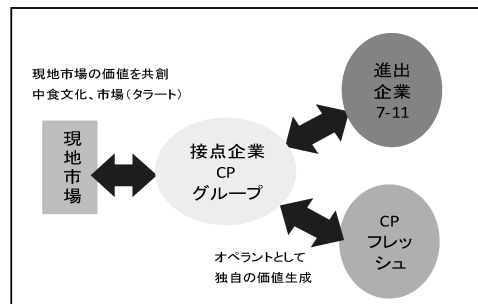 現地市場の価値を共創
中食文化、市場(タラート)
現地市場
接点企業
CP
グループ
進出
企業
7-11
CP
フレッ
シュ
オペラントとして
独自の価値生成